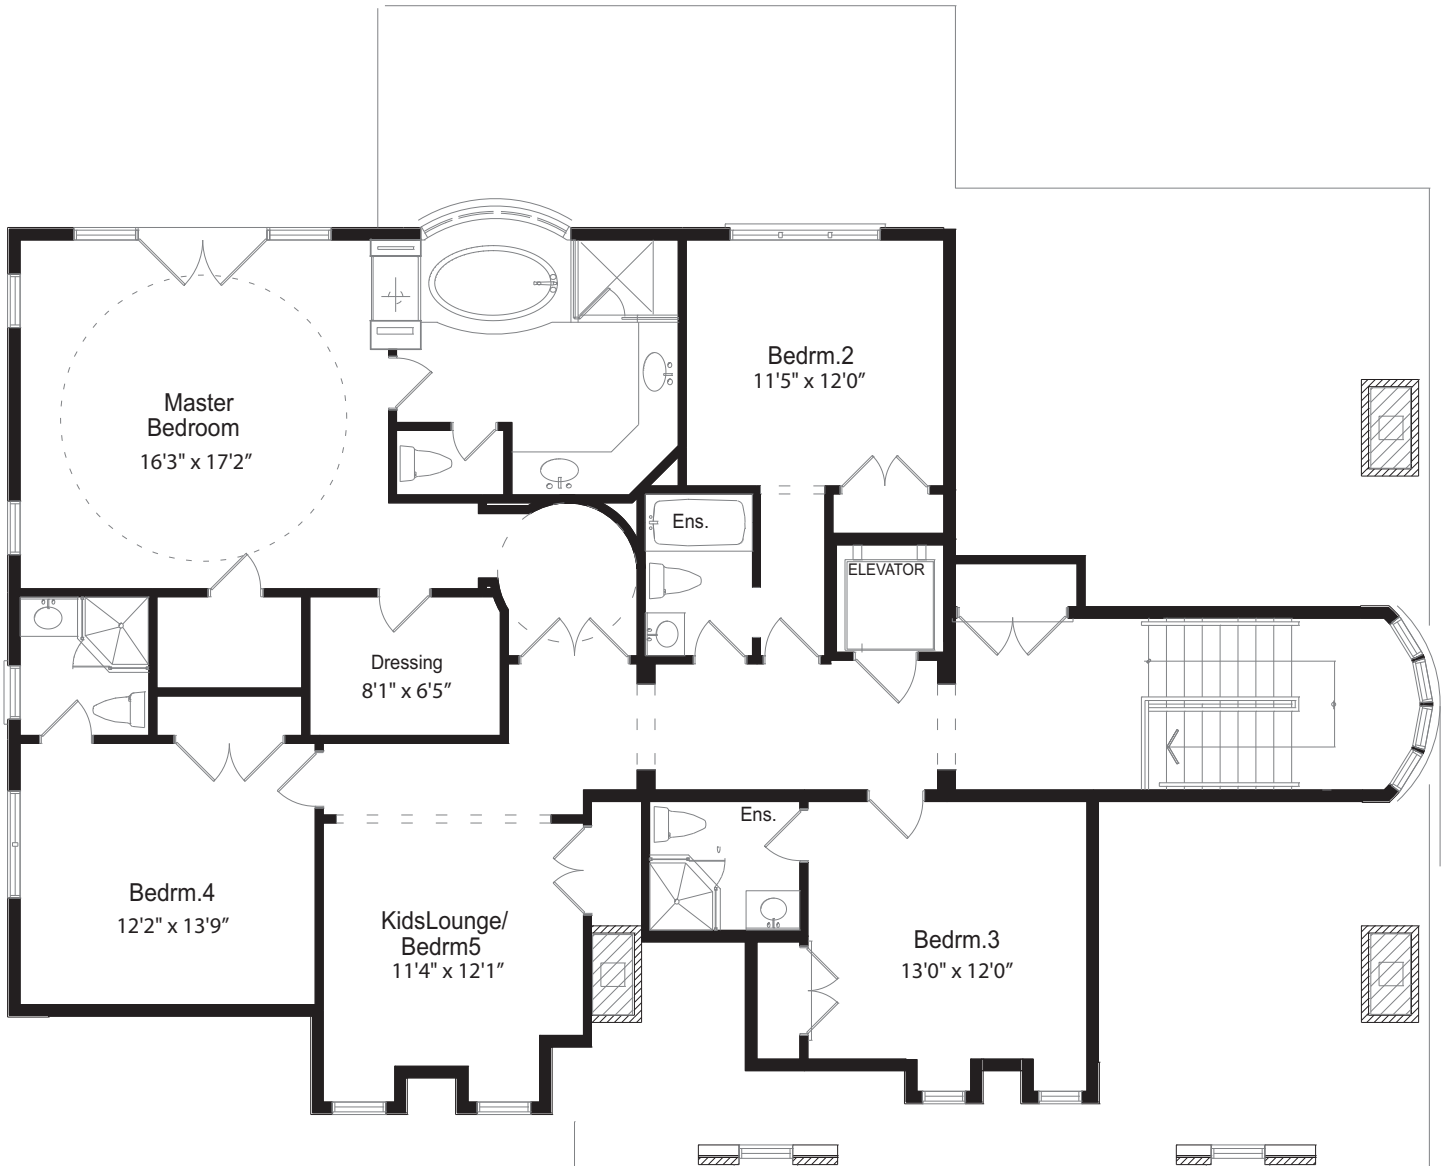 Master
Bedroom
16'3" x 17'2"
Bedrm.2
11'5" x 12'0"
Ens.
ELEVATOR
Dressing
8'1" x 6'5"
Ens.
Bedrm.4
12'2" x 13'9"
KidsLounge/
Bedrm5
11'4" x 12'1"
Bedrm.3
13'0" x 12'0"